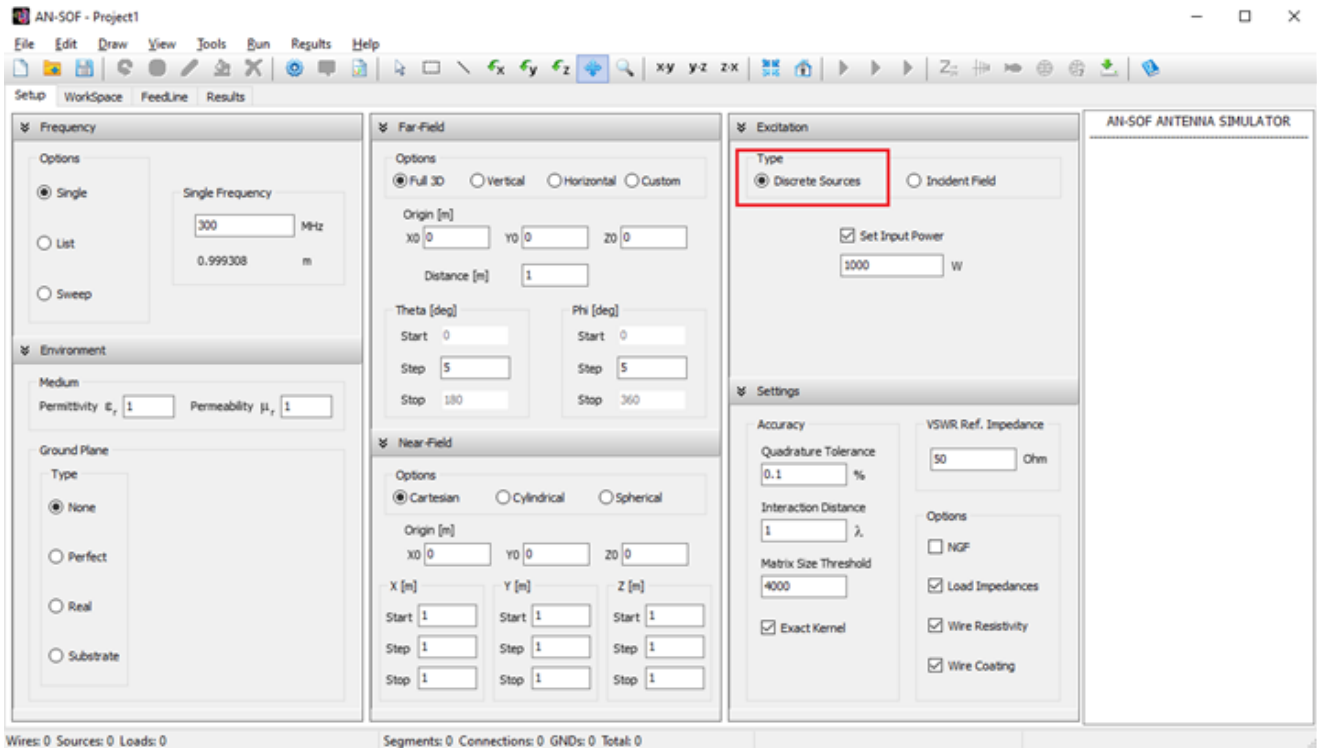 AN-SOF - Project1
File Edit Draw View Tools Run Results Help
x-y y-z z-x
Setup WorkSpace FeedLine Results
Frequency
Options
Single
List
Sweep
Single Frequency
300 MHz
0.999308 m
Environment
Medium
Permittivity εr 1 Permeability μr 1
Ground Plane
Type
None
Perfect
Real
Substrate
Far-Field
Options
Full 3D Vertical Horizontal Custom
Origin [m]
X0 0 Y0 0 Z0 0
Distance [m] 1
Theta [deg]
Start 0
Step 5
Stop 180
Phi [deg]
Start 0
Step 5
Stop 360
Near-Field
Options
Cartesian Cylindrical Spherical
Origin [m]
X0 0 Y0 0 Z0 0
X [m] Y [m] Z [m]
Start 1 Start 1 Start 1
Step 1 Step 1 Step 1
Stop 1 Stop 1 Stop 1
Excitation
Type
Discrete Sources Incident Field
Set Input Power
1000 W
Settings
Accuracy
Quadrature Tolerance
0.1 %
Interaction Distance
1 λ
Matrix Size Threshold
4000
Exact Kernel
VSWR Ref. Impedance
50 Ohm
Options
NGF
Load Impedances
Wire Resistivity
Wire Coating
AN-SOF ANTENNA SIMULATOR
Wires: 0 Sources: 0 Loads: 0 Segments: 0 Connections: 0 GNDs: 0 Total: 0